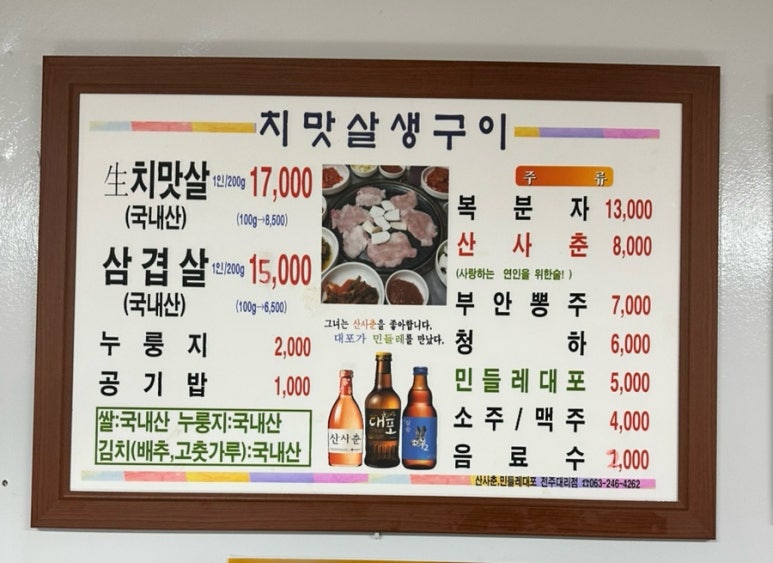 치맛살생구이
生치맛살 1인/200g 17,000
(국내산) (100g→8,500)
삼겹살 1인/200g 15,000
(국내산) (100g→6,500)
누룽지 2,000
공기밥 1,000
쌀:국내산 누룽지:국내산
김치(배추,고춧가루):국내산
그녀는 산사춘을 좋아합니다.
대포가 민들레를 만났다.
산사춘
대포
주류
복분자 13,000
산사춘 8,000
(사랑하는 연인을 위한술!)
부안뽕주 7,000
청하 6,000
민들레대포 5,000
소주/맥주 4,000
음료수 2,000
산사춘,민들레대포 전주대리점 ☎063-246-4262